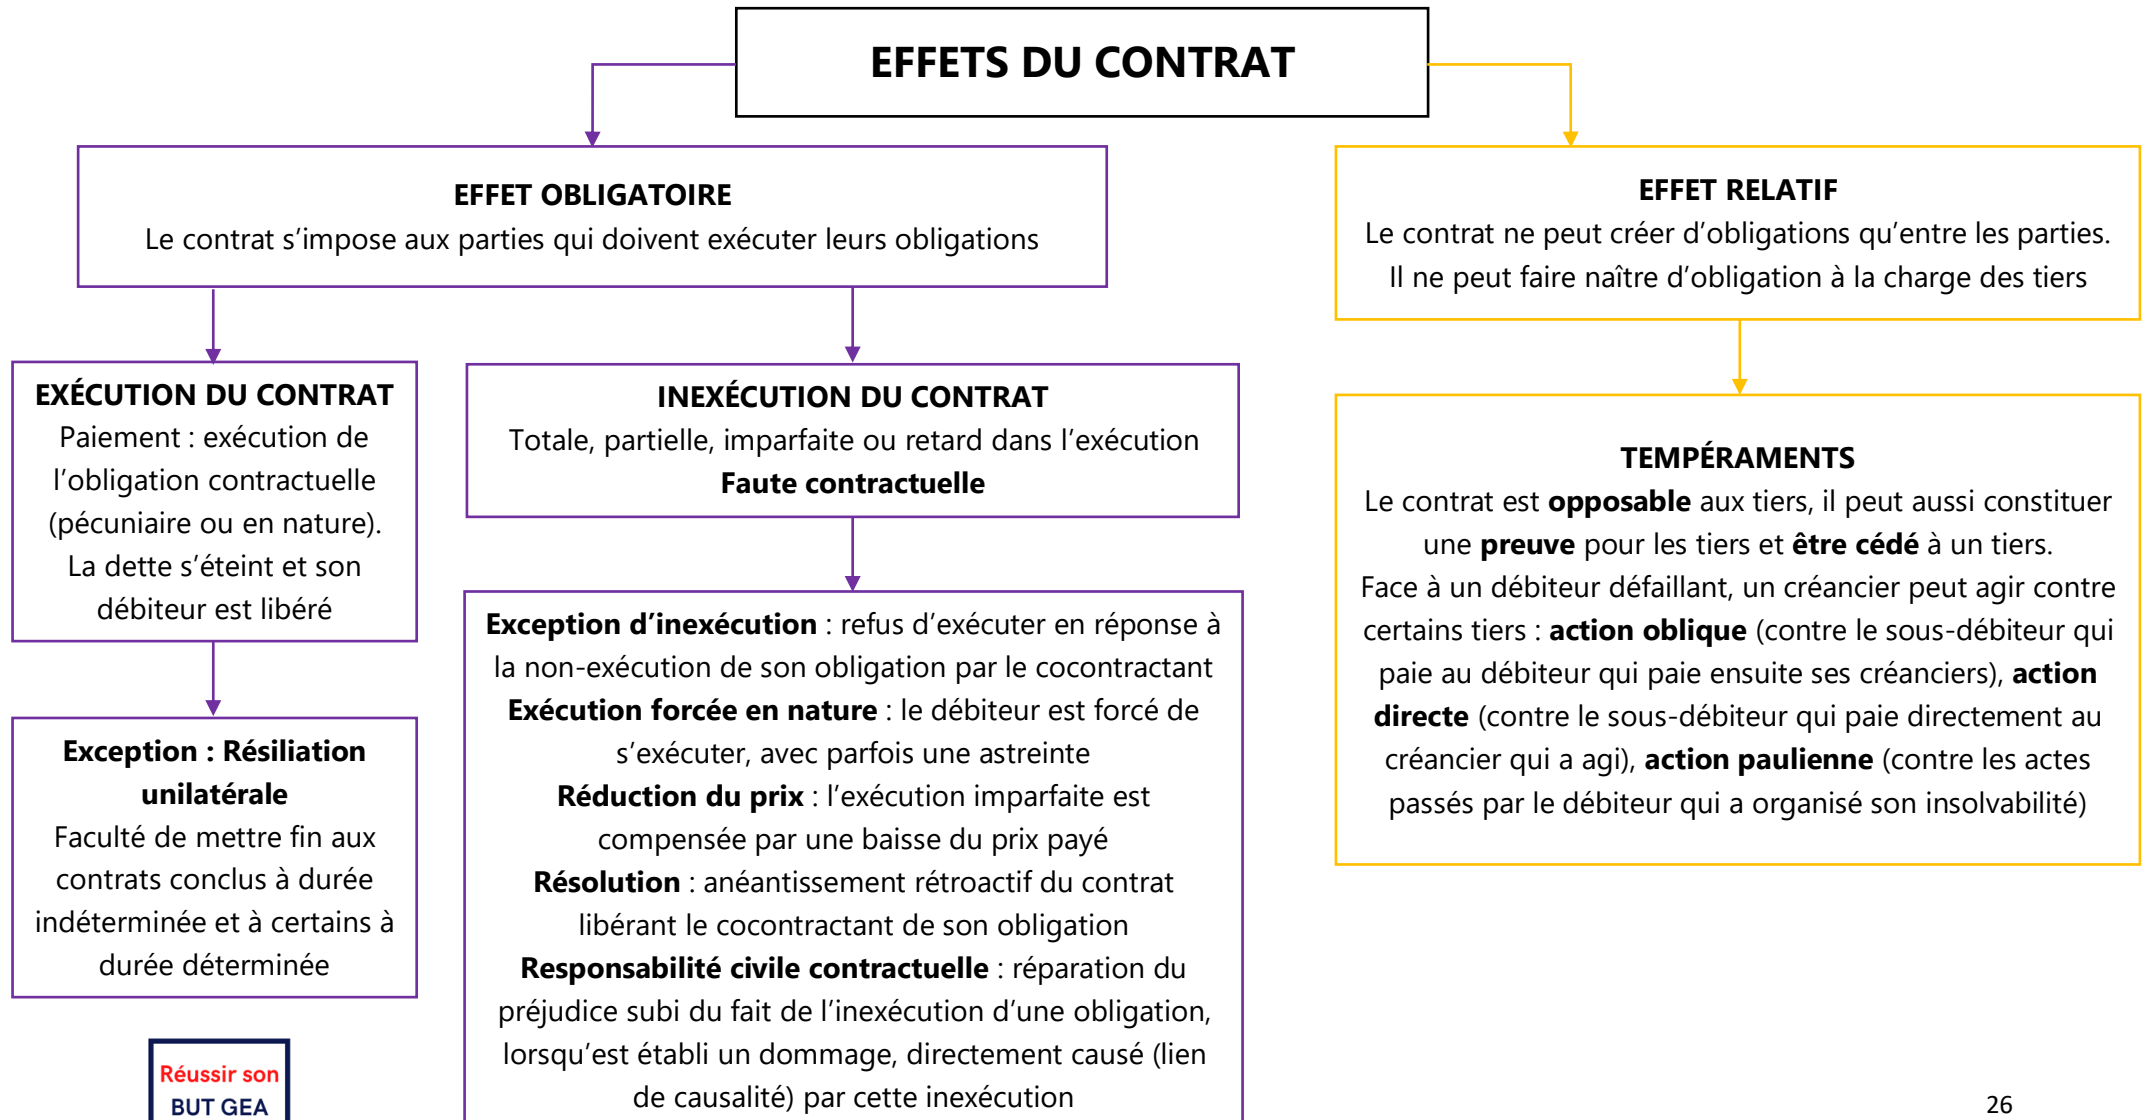 EFFETS DU CONTRAT
EFFET OBLIGATOIRE
Le contrat s’impose aux parties qui doivent exécuter leurs obligations
EXÉCUTION DU CONTRAT
Paiement : exécution de
l’obligation contractuelle
(pécuniaire ou en nature).
La dette s’éteint et son
débiteur est libéré
Exception : Résiliation
unilatérale
Faculté de mettre fin aux
contrats conclus à durée
indéterminée et à certains à
durée déterminée
INEXÉCUTION DU CONTRAT
Totale, partielle, imparfaite ou retard dans l’exécution
Faute contractuelle
Exception d’inexécution : refus d’exécuter en réponse à
la non-exécution de son obligation par le cocontractant
Exécution forcée en nature : le débiteur est forcé de
s’exécuter, avec parfois une astreinte
Réduction du prix : l’exécution imparfaite est
compensée par une baisse du prix payé
Résolution : anéantissement rétroactif du contrat
libérant le cocontractant de son obligation
Responsabilité civile contractuelle : réparation du
préjudice subi du fait de l’inexécution d’une obligation,
lorsqu’est établi un dommage, directement causé (lien
de causalité) par cette inexécution
EFFET RELATIF
Le contrat ne peut créer d’obligations qu’entre les parties.
Il ne peut faire naître d’obligation à la charge des tiers
TEMPÉRAMENTS
Le contrat est opposable aux tiers, il peut aussi constituer
une preuve pour les tiers et être cédé à un tiers.
Face à un débiteur défaillant, un créancier peut agir contre
certains tiers : action oblique (contre le sous-débiteur qui
paie au débiteur qui paie ensuite ses créanciers), action
directe (contre le sous-débiteur qui paie directement au
créancier qui a agi), action paulienne (contre les actes
passés par le débiteur qui a organisé son insolvabilité)
Réussir son
BUT GEA
26